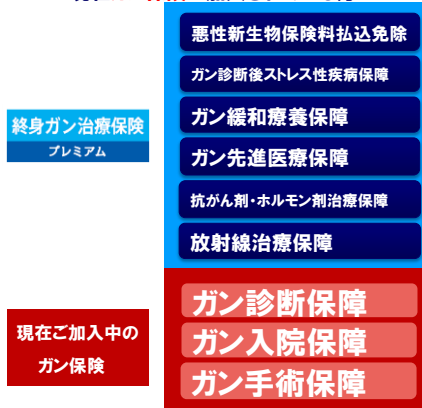 悪性新生物保険料払込免除
ガン診断後ストレス性疾病保障
終身ガン治療保険
プレミアム
ガン緩和療養保障
ガン先進医療保障
抗がん剤・ホルモン剤治療保障
放射線治療保障
現在ご加入中の
ガン保険
ガン診断保障
ガン入院保障
ガン手術保障